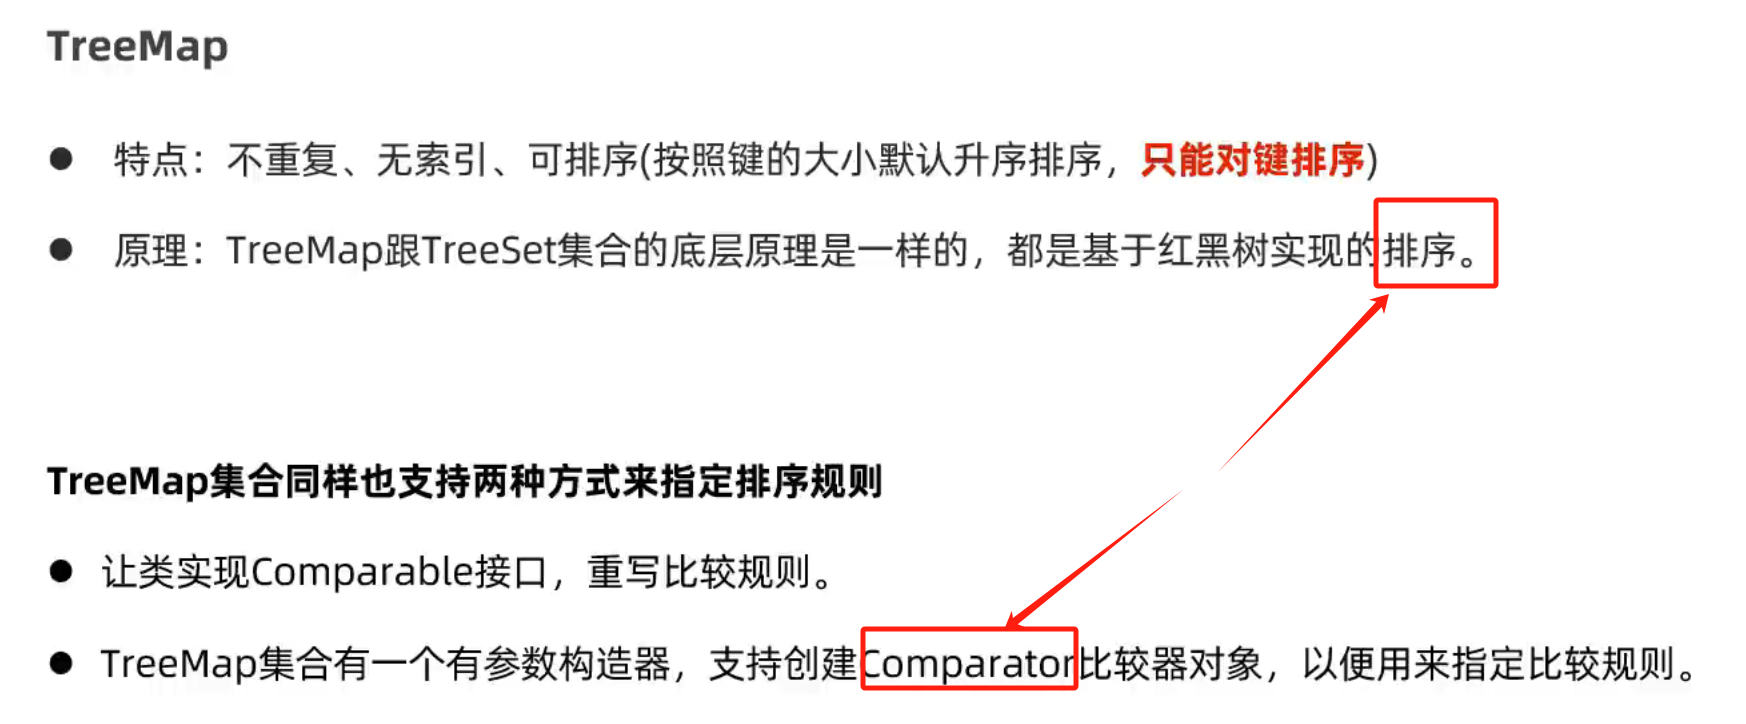 TreeMap
● 特点：不重复、无索引、可排序(按照键的大小默认升序排序，只能对键排序)
● 原理：TreeMap跟TreeSet集合的底层原理是一样的，都是基于红黑树实现的排序。
TreeMap集合同样也支持两种方式来指定排序规则
● 让类实现Comparable接口，重写比较规则。
● TreeMap集合有一个有参数构造器，支持创建Comparator比较器对象，以便用来指定比较规则。